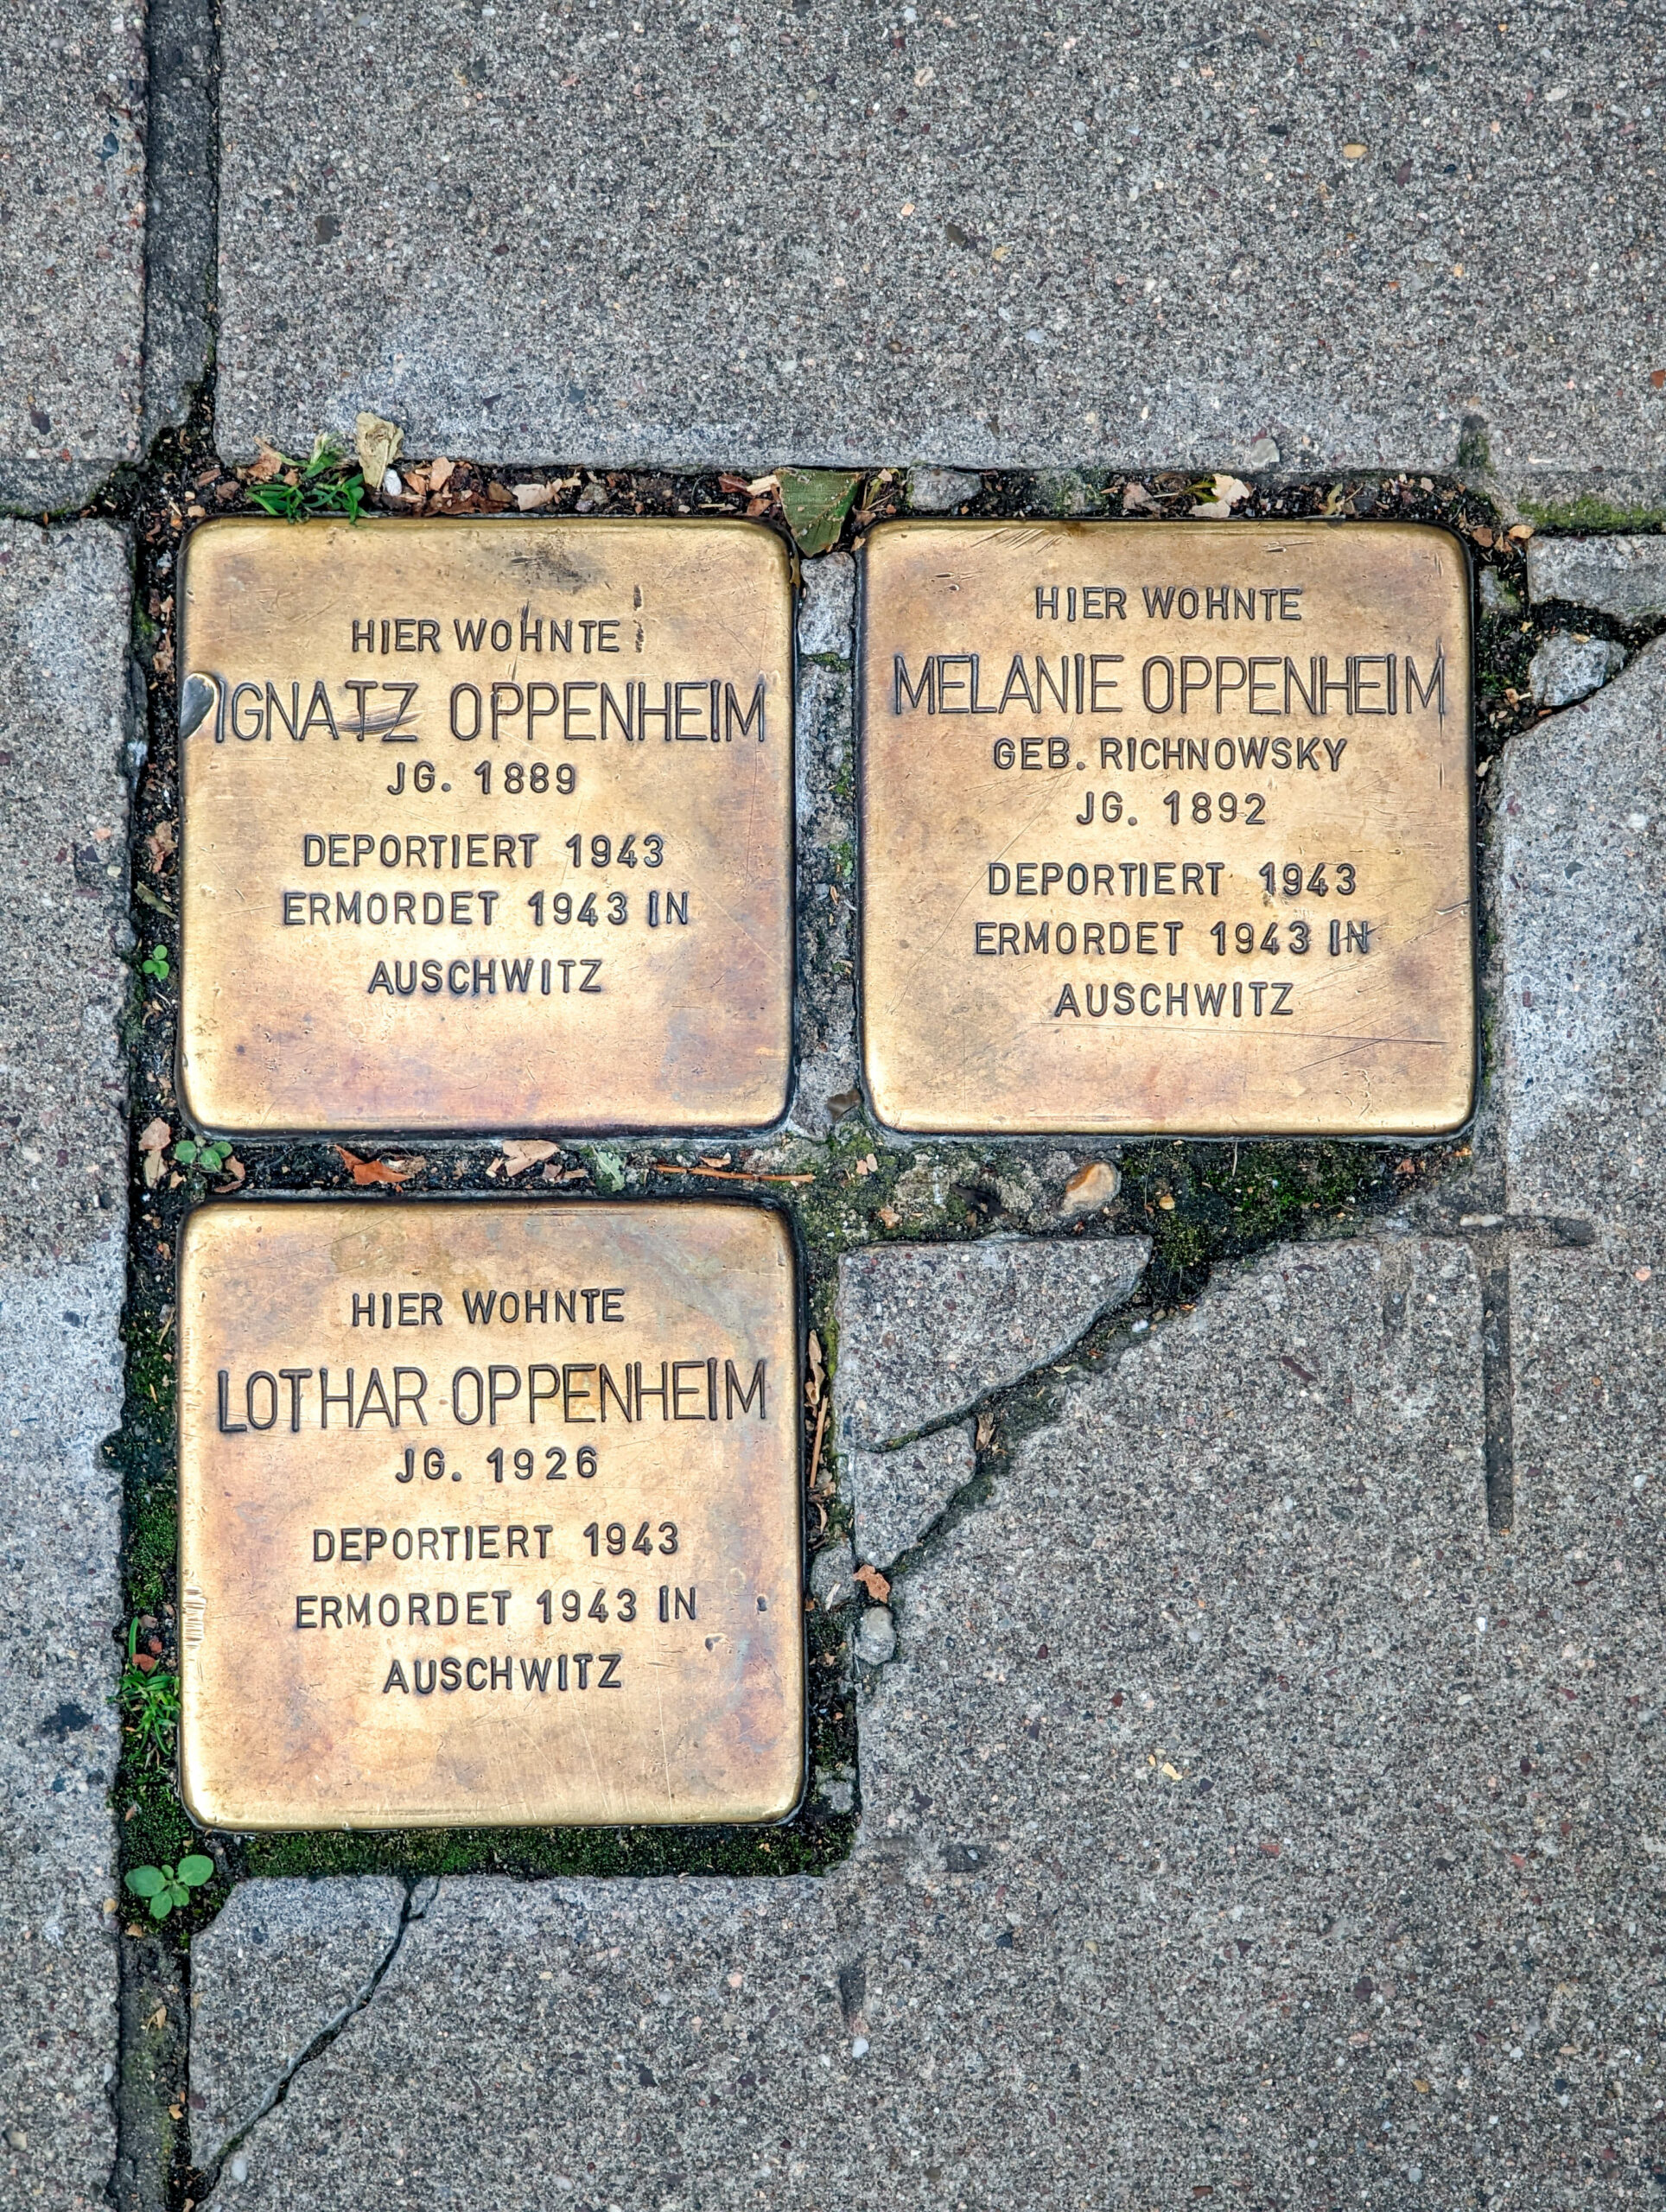 HIER WOHNTE
IGNATZ OPPENHEIM
JG. 1889
DEPORTIERT 1943
ERMORDET 1943 IN
AUSCHWITZ
HIER WOHNTE
MELANIE OPPENHEIM
GEB. RICHNOWSKY
JG. 1892
DEPORTIERT 1943
ERMORDET 1943 IN
AUSCHWITZ
HIER WOHNTE
LOTHAR OPPENHEIM
JG. 1926
DEPORTIERT 1943
ERMORDET 1943 IN
AUSCHWITZ